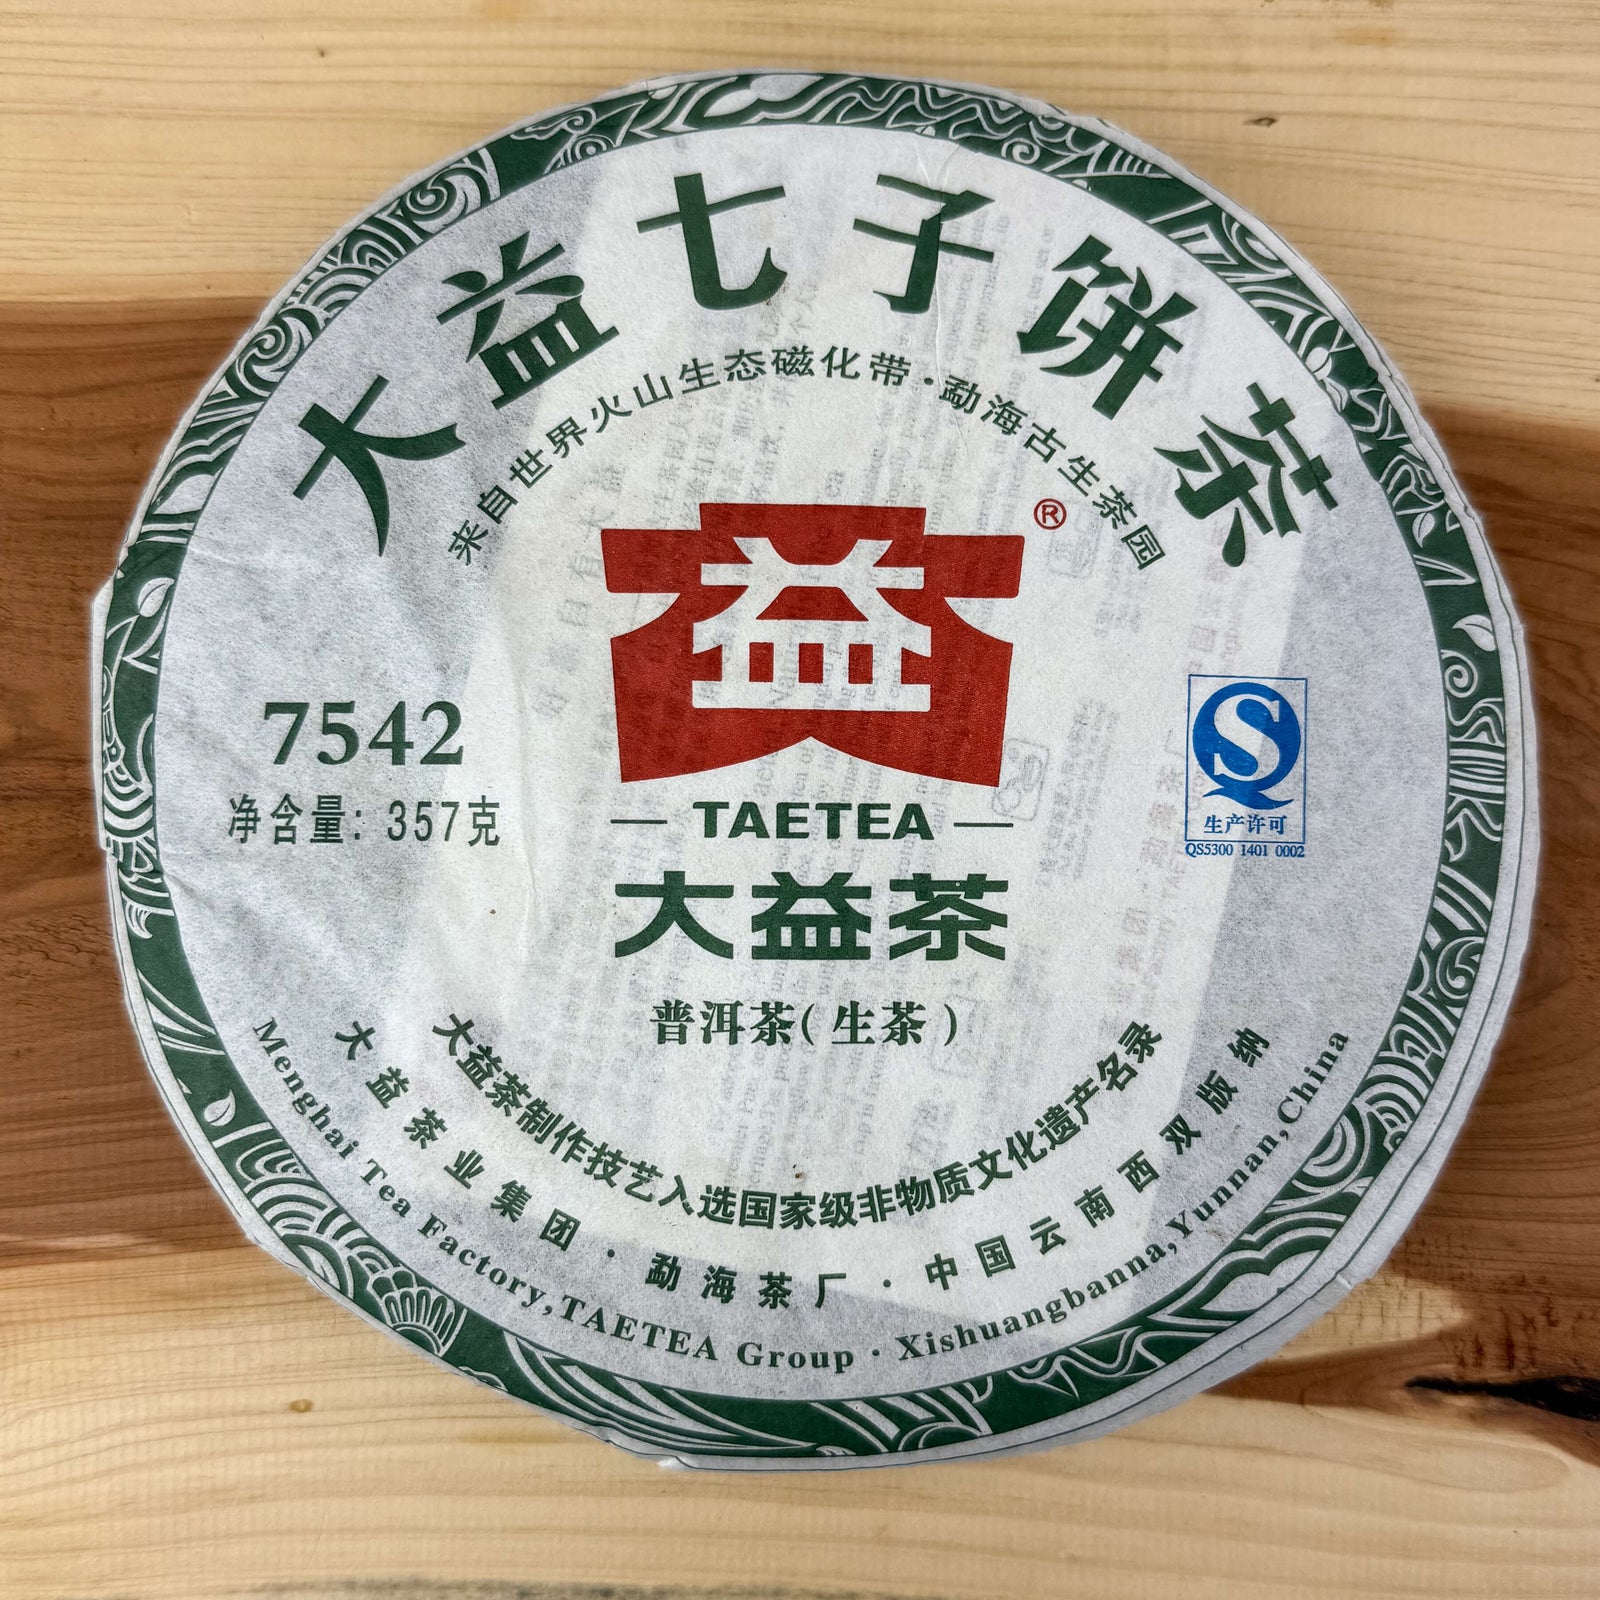 大益七子饼茶
来自世界火山生态磁化带·勐海古生茶园
益
®
7542
净含量: 357克
TAETEA
大益茶
普洱茶(生茶)
生产许可
QS5300 1401 0002
大益茶制作技艺入选国家级非物质文化遗产名录
大益茶业集团·勐海茶厂·中国云南西双版纳
Menghai Tea Factory,TAETEA Group · Xishuangbanna,Yunnan,China